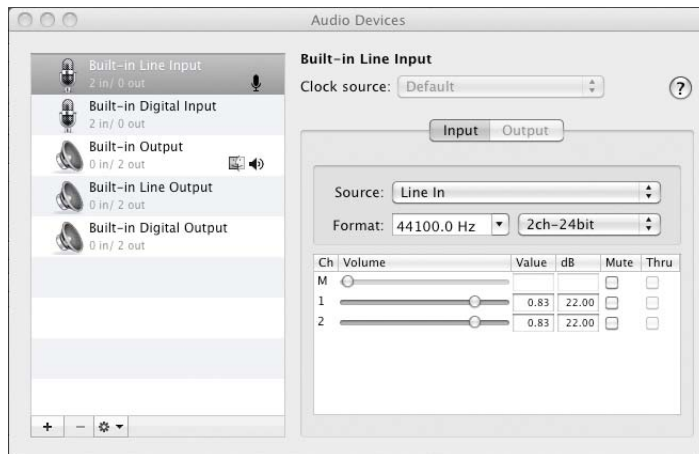 Audio Devices
Built-in Line Input
2 in/ 0 out
Built-in Digital Input
2 in/ 0 out
Built-in Output
0 in/ 2 out
Built-in Line Output
0 in/ 2 out
Built-in Digital Output
0 in/ 2 out
+ −
Built-in Line Input
Clock source: Default
?
Input Output
Source: Line In
Format: 44100.0 Hz 2ch-24bit
Ch Volume Value dB Mute Thru
M
1 0.83 22.00
2 0.83 22.00